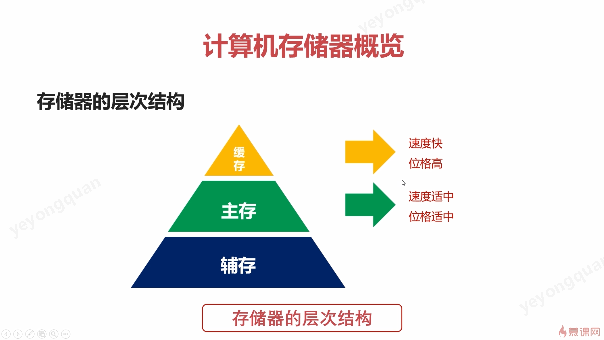 计算机存储器概览
存储器的层次结构
缓
存
速度快
位格高
主存
速度适中
位格适中
辅存
存储器的层次结构
慕课网
yeyongquan
yeyongquan
yeyongquan